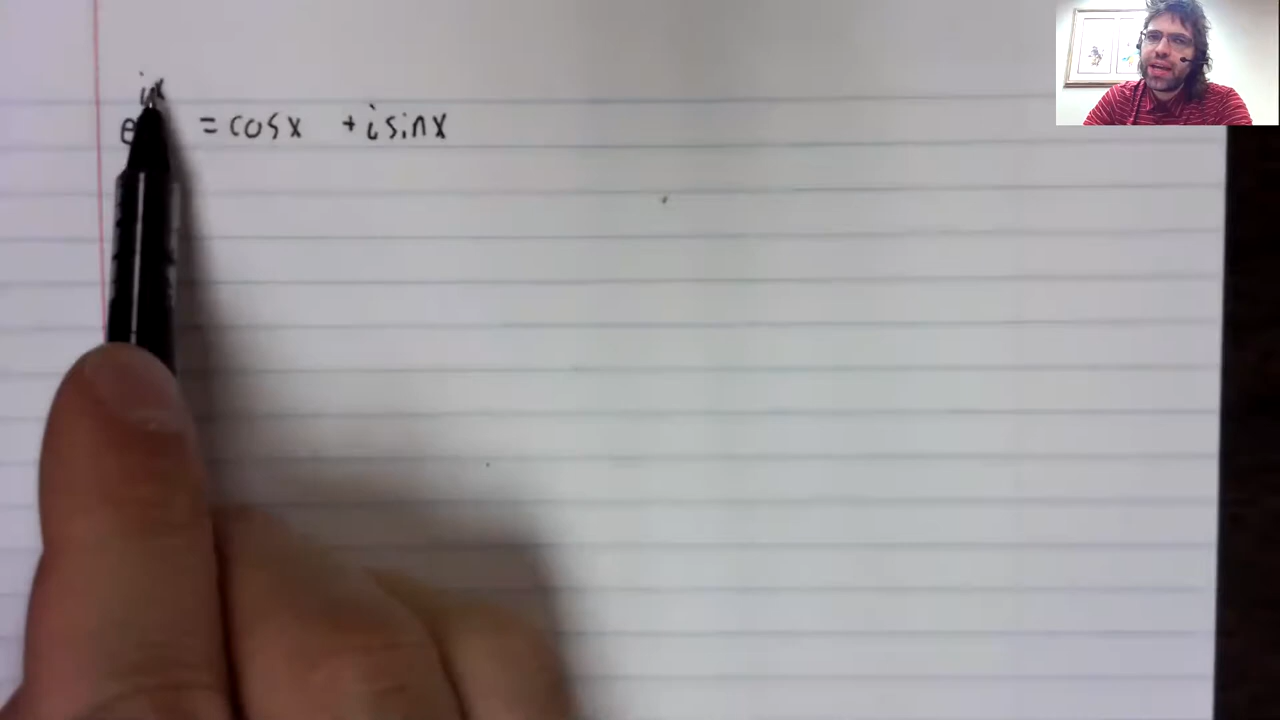 e^{ix} = cosx + isinx